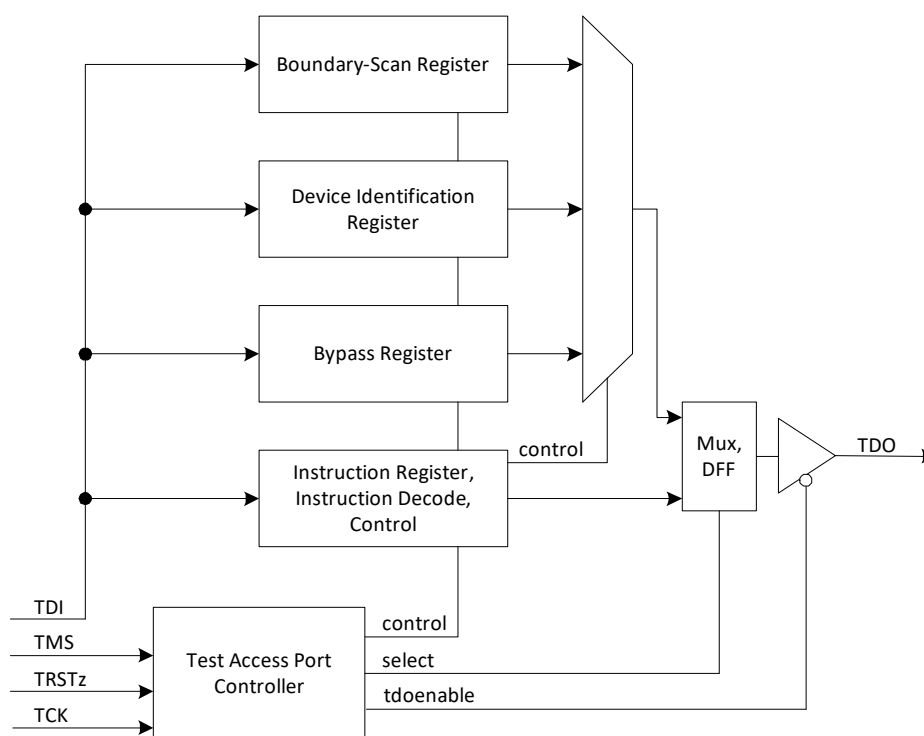 Boundary-Scan Register
Device Identification
Register
Bypass Register
control
Instruction Register,
Instruction Decode,
Control
Mux,
DFF
TDO
TDI
TMS
TRSTz
TCK
Test Access Port
Controller
control
select
tdoenable